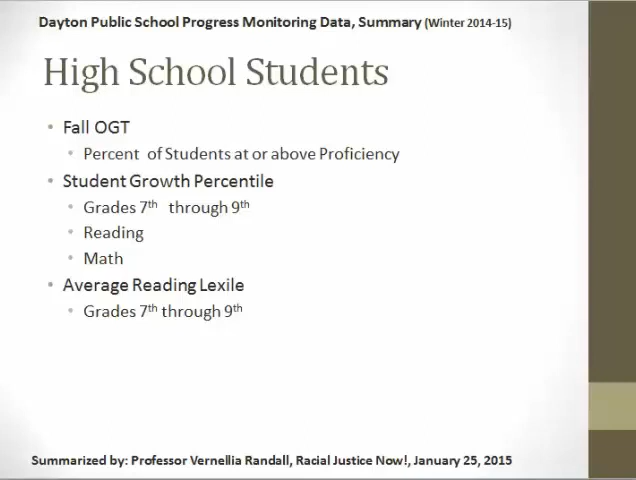 Dayton Public School Progress Monitoring Data, Summary (Winter 2014-15)
High School Students
• Fall OGT
• Percent of Students at or above Proficiency
• Student Growth Percentile
• Grades 7th through 9th
• Reading
• Math
• Average Reading Lexile
• Grades 7th through 9th
Summarized by: Professor Vernellia Randall, Racial Justice Now!, January 25, 2015